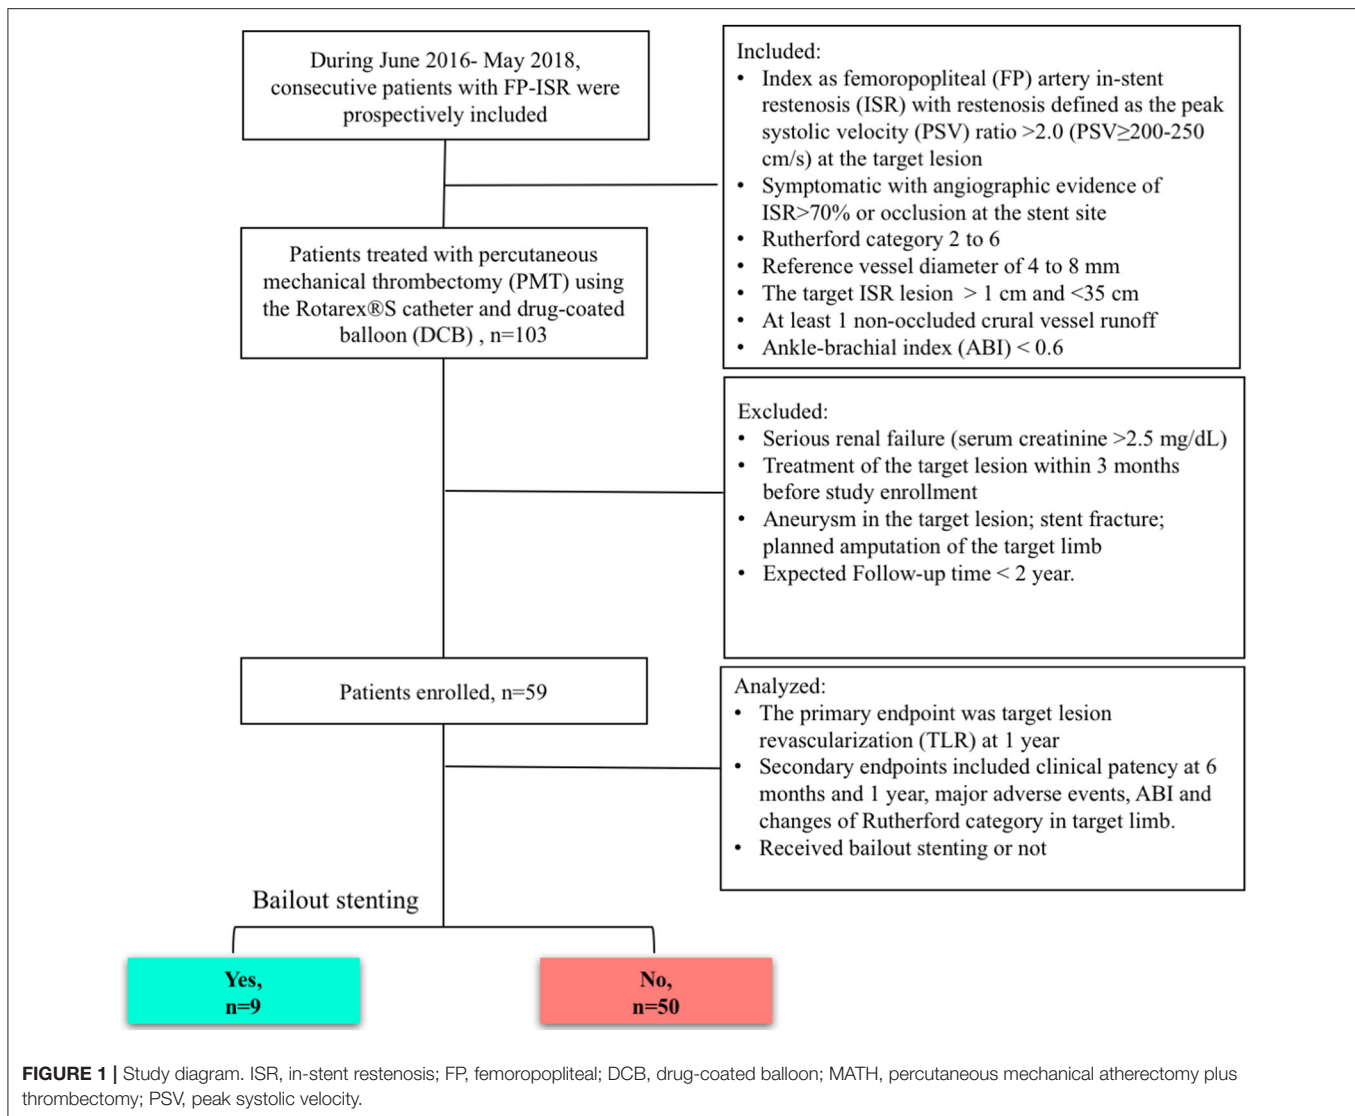 During June 2016- May 2018,
consecutive patients with FP-ISR were
prospectively included
Included:
• Index as femoropopliteal (FP) artery in-stent
restenosis (ISR) with restenosis defined as the peak
systolic velocity (PSV) ratio >2.0 (PSV≥200-250
cm/s) at the target lesion
• Symptomatic with angiographic evidence of
ISR>70% or occlusion at the stent site
• Rutherford category 2 to 6
• Reference vessel diameter of 4 to 8 mm
• The target ISR lesion > 1 cm and <35 cm
• At least 1 non-occluded crural vessel runoff
• Ankle-brachial index (ABI) < 0.6
Patients treated with percutaneous
mechanical thrombectomy (PMT) using
the Rotarex®S catheter and drug-coated
balloon (DCB) , n=103
Excluded:
• Serious renal failure (serum creatinine >2.5 mg/dL)
• Treatment of the target lesion within 3 months
before study enrollment
• Aneurysm in the target lesion; stent fracture;
planned amputation of the target limb
• Expected Follow-up time < 2 year.
Patients enrolled, n=59
Analyzed:
• The primary endpoint was target lesion
revascularization (TLR) at 1 year
• Secondary endpoints included clinical patency at 6
months and 1 year, major adverse events, ABI and
changes of Rutherford category in target limb.
• Received bailout stenting or not
Bailout stenting
Yes,
n=9
No,
n=50
FIGURE 1 | Study diagram. ISR, in-stent restenosis; FP, femoropopliteal; DCB, drug-coated balloon; MATH, percutaneous mechanical atherectomy plus
thrombectomy; PSV, peak systolic velocity.